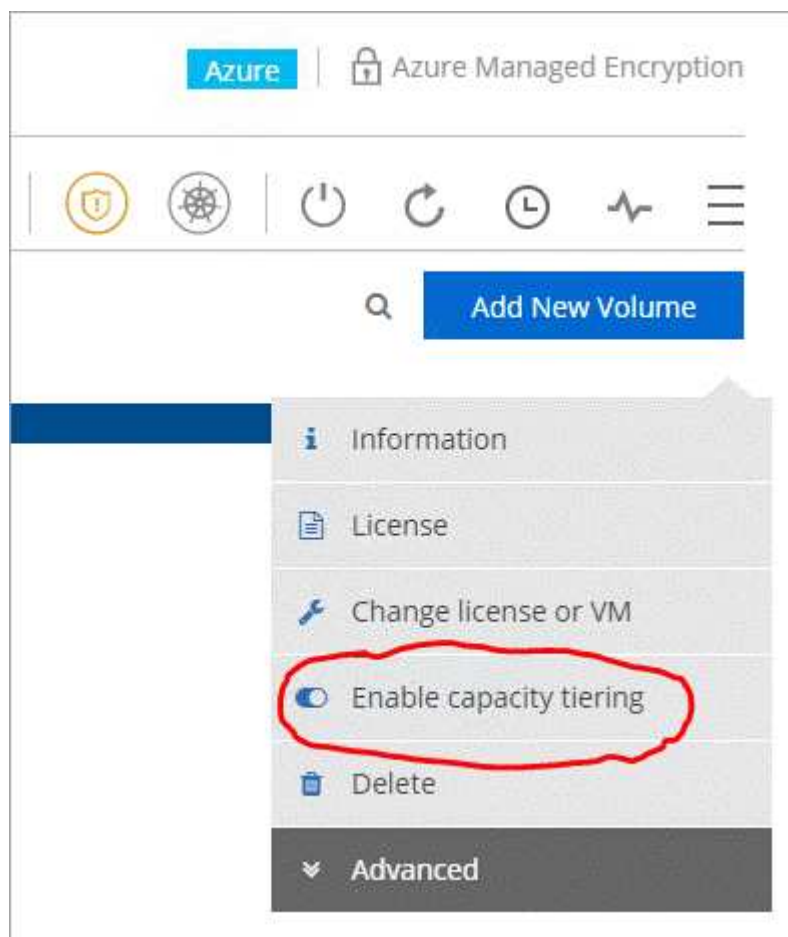 Azure
Azure Managed Encryption
Add New Volume
Information
License
Change license or VM
Enable capacity tiering
Delete
Advanced